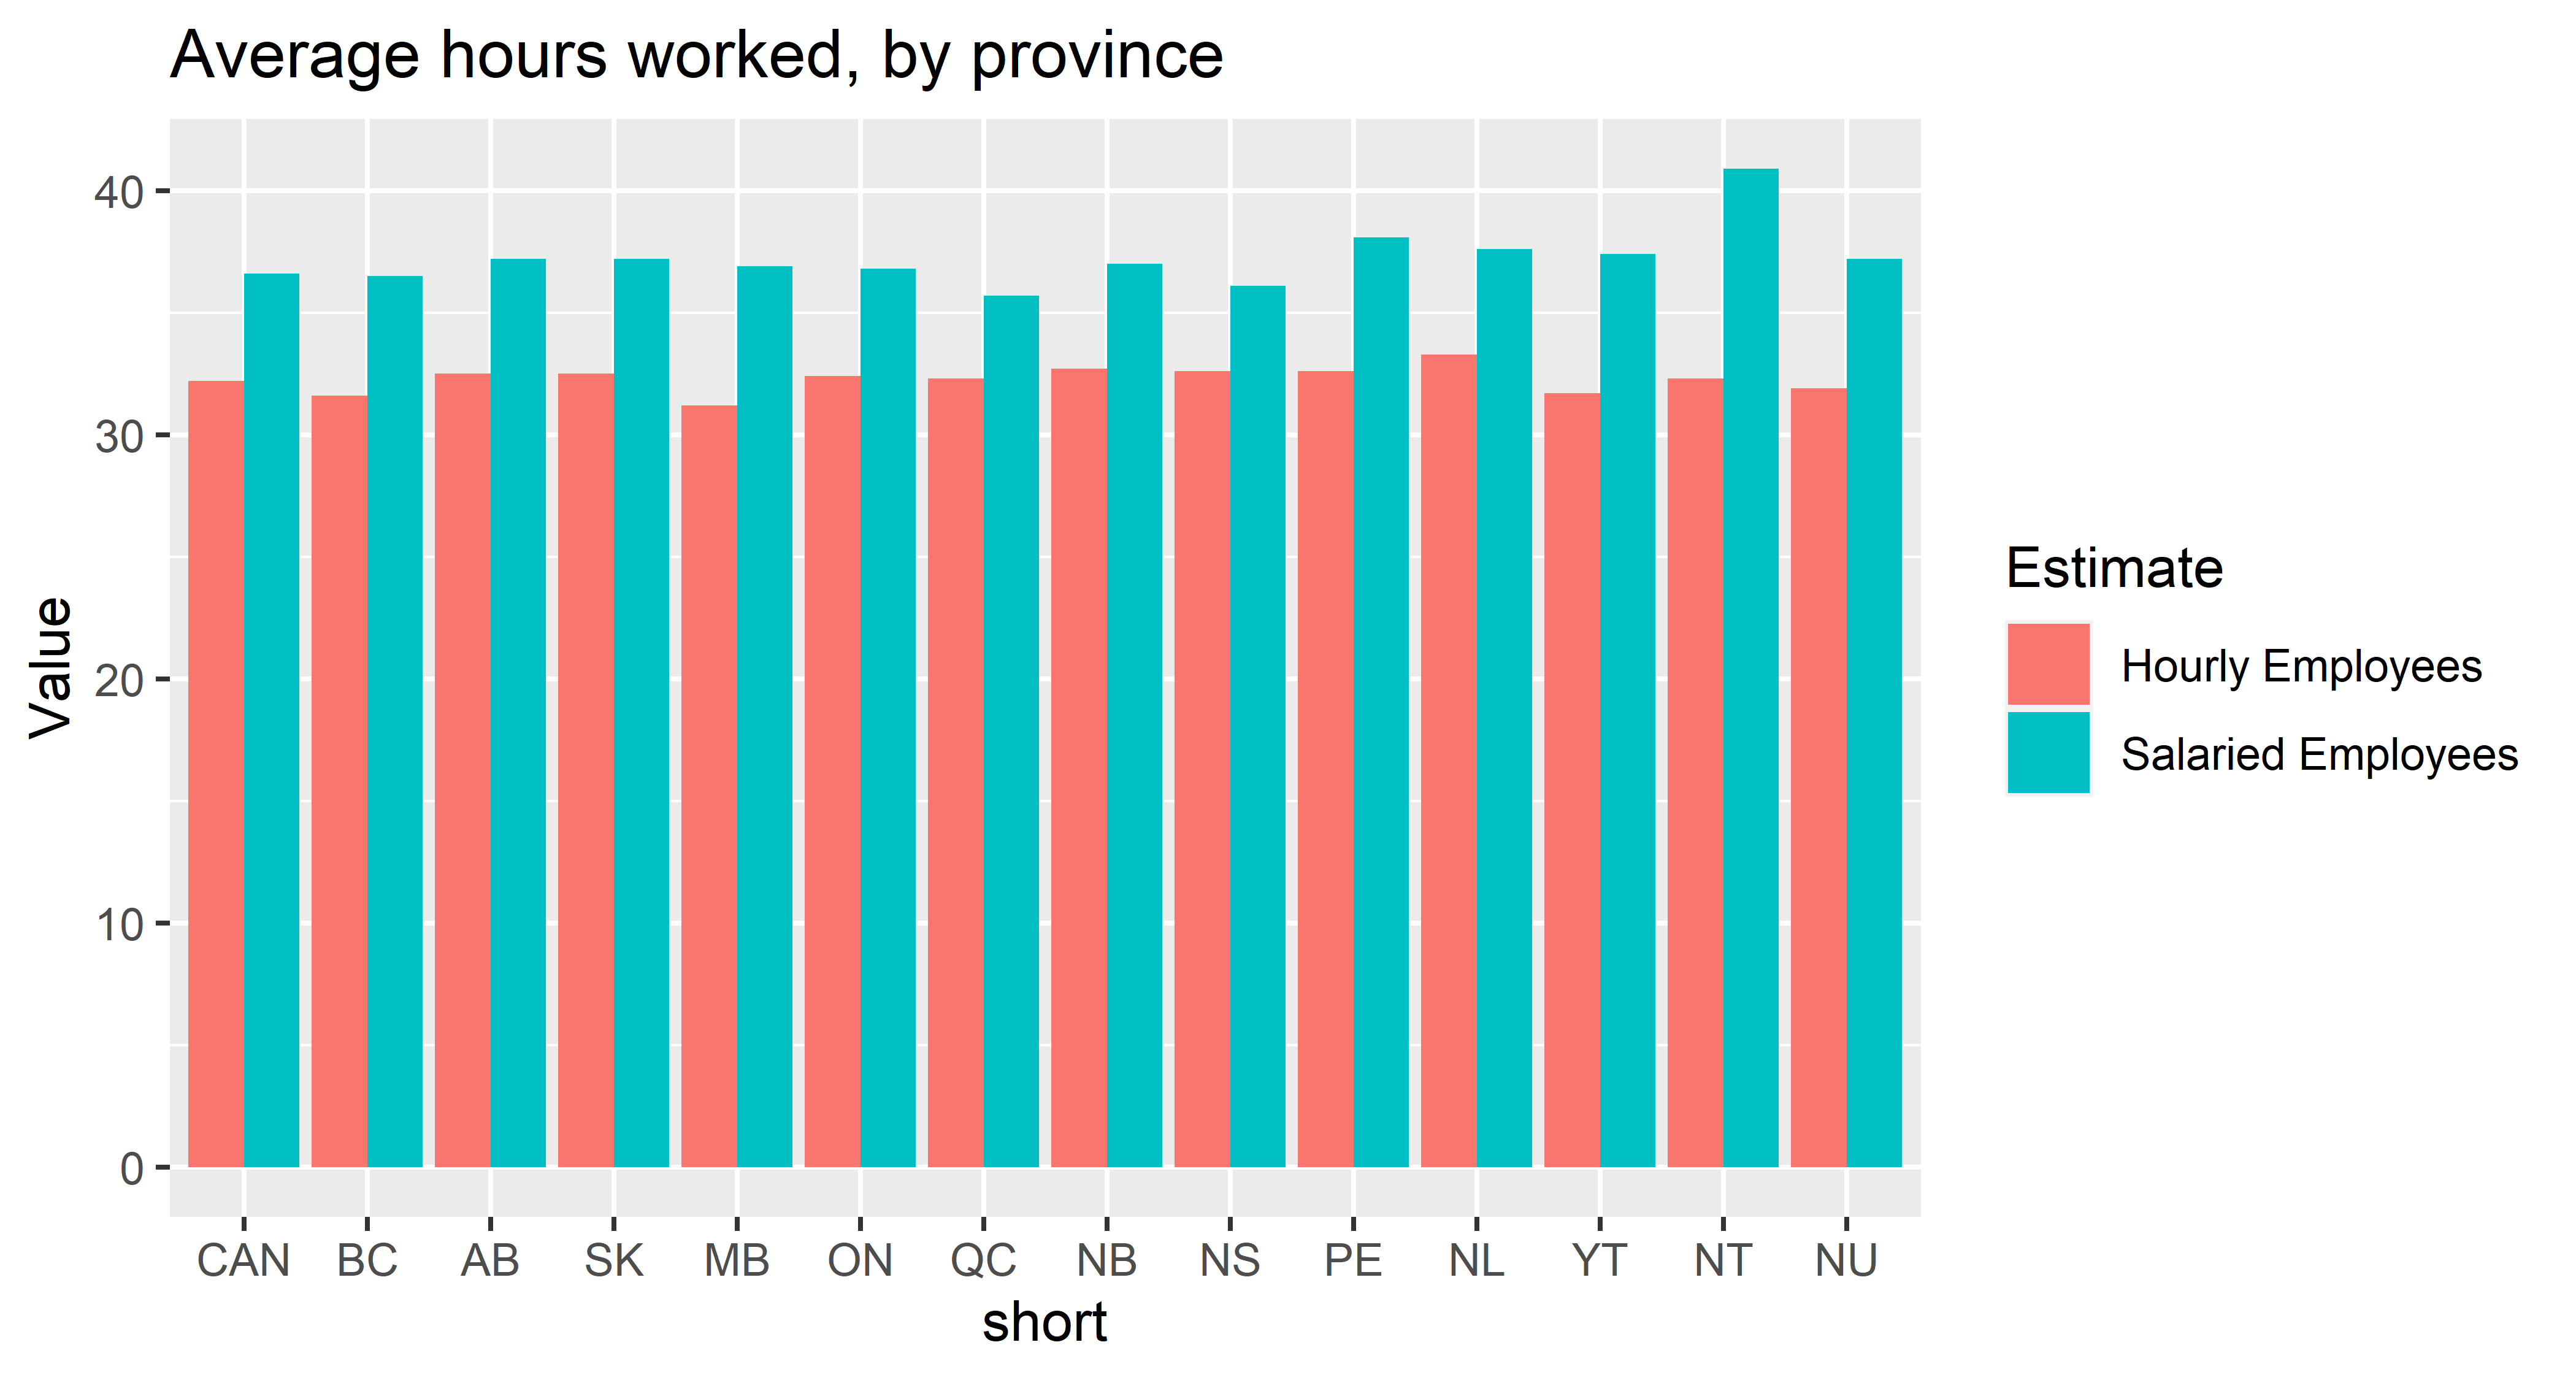 Average hours worked, by province
Value
40
30
20
10
0
CAN BC AB SK MB ON QC NB NS PE NL YT NT NU
short
Estimate
Hourly Employees
Salaried Employees